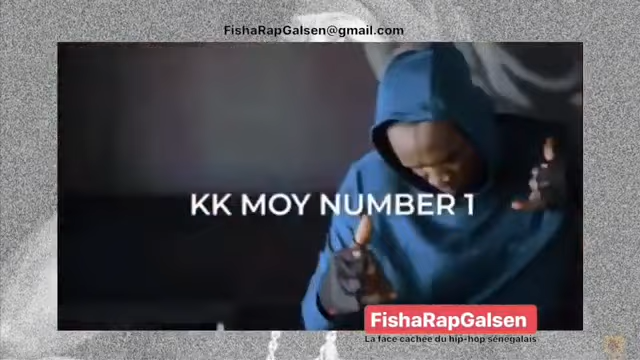 FishaRapGalsen@gmail.com
KK MOY NUMBER 1
FishaRapGalsen
La face cachée du hip-hop sénégalais